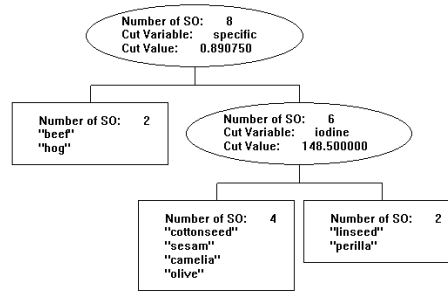 Number of SO: 8
Cut Variable: specific
Cut Value: 0.890750
Number of SO: 2
"beef"
"hog"
Number of SO: 6
Cut Variable: iodine
Cut Value: 148.500000
Number of SO: 4
"cottonseed"
"sesam"
"camelia"
"olive"
Number of SO: 2
"linseed"
"perilla"